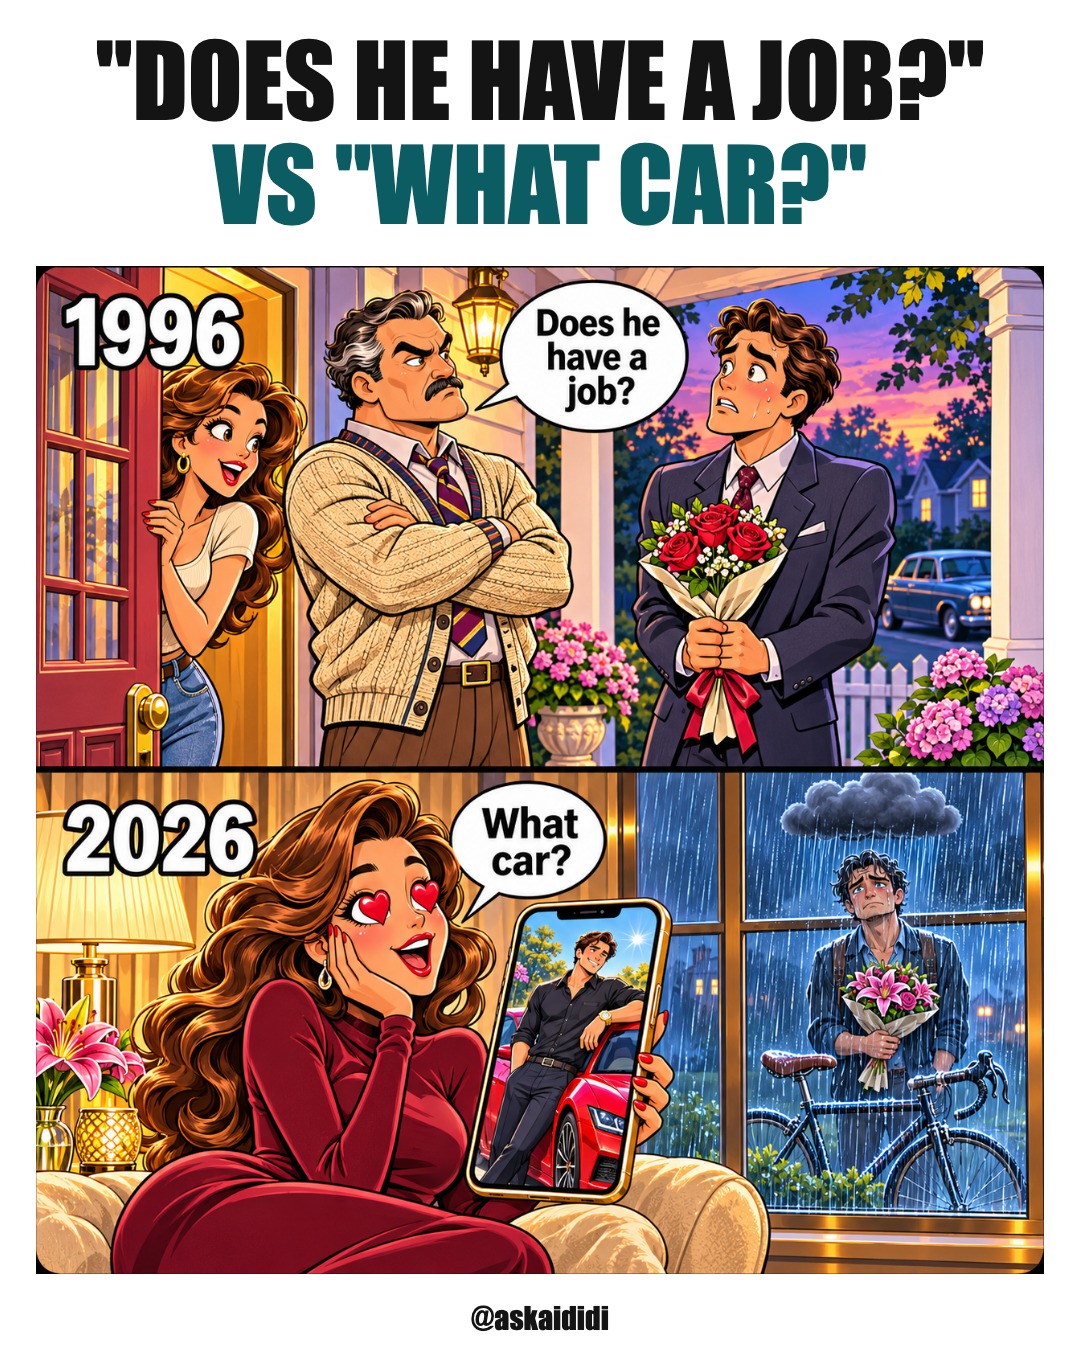 "DOES HE HAVE A JOB?"
VS "WHAT CAR?"
1996
Does he
have a
job?
2026
What
car?
@askaididi